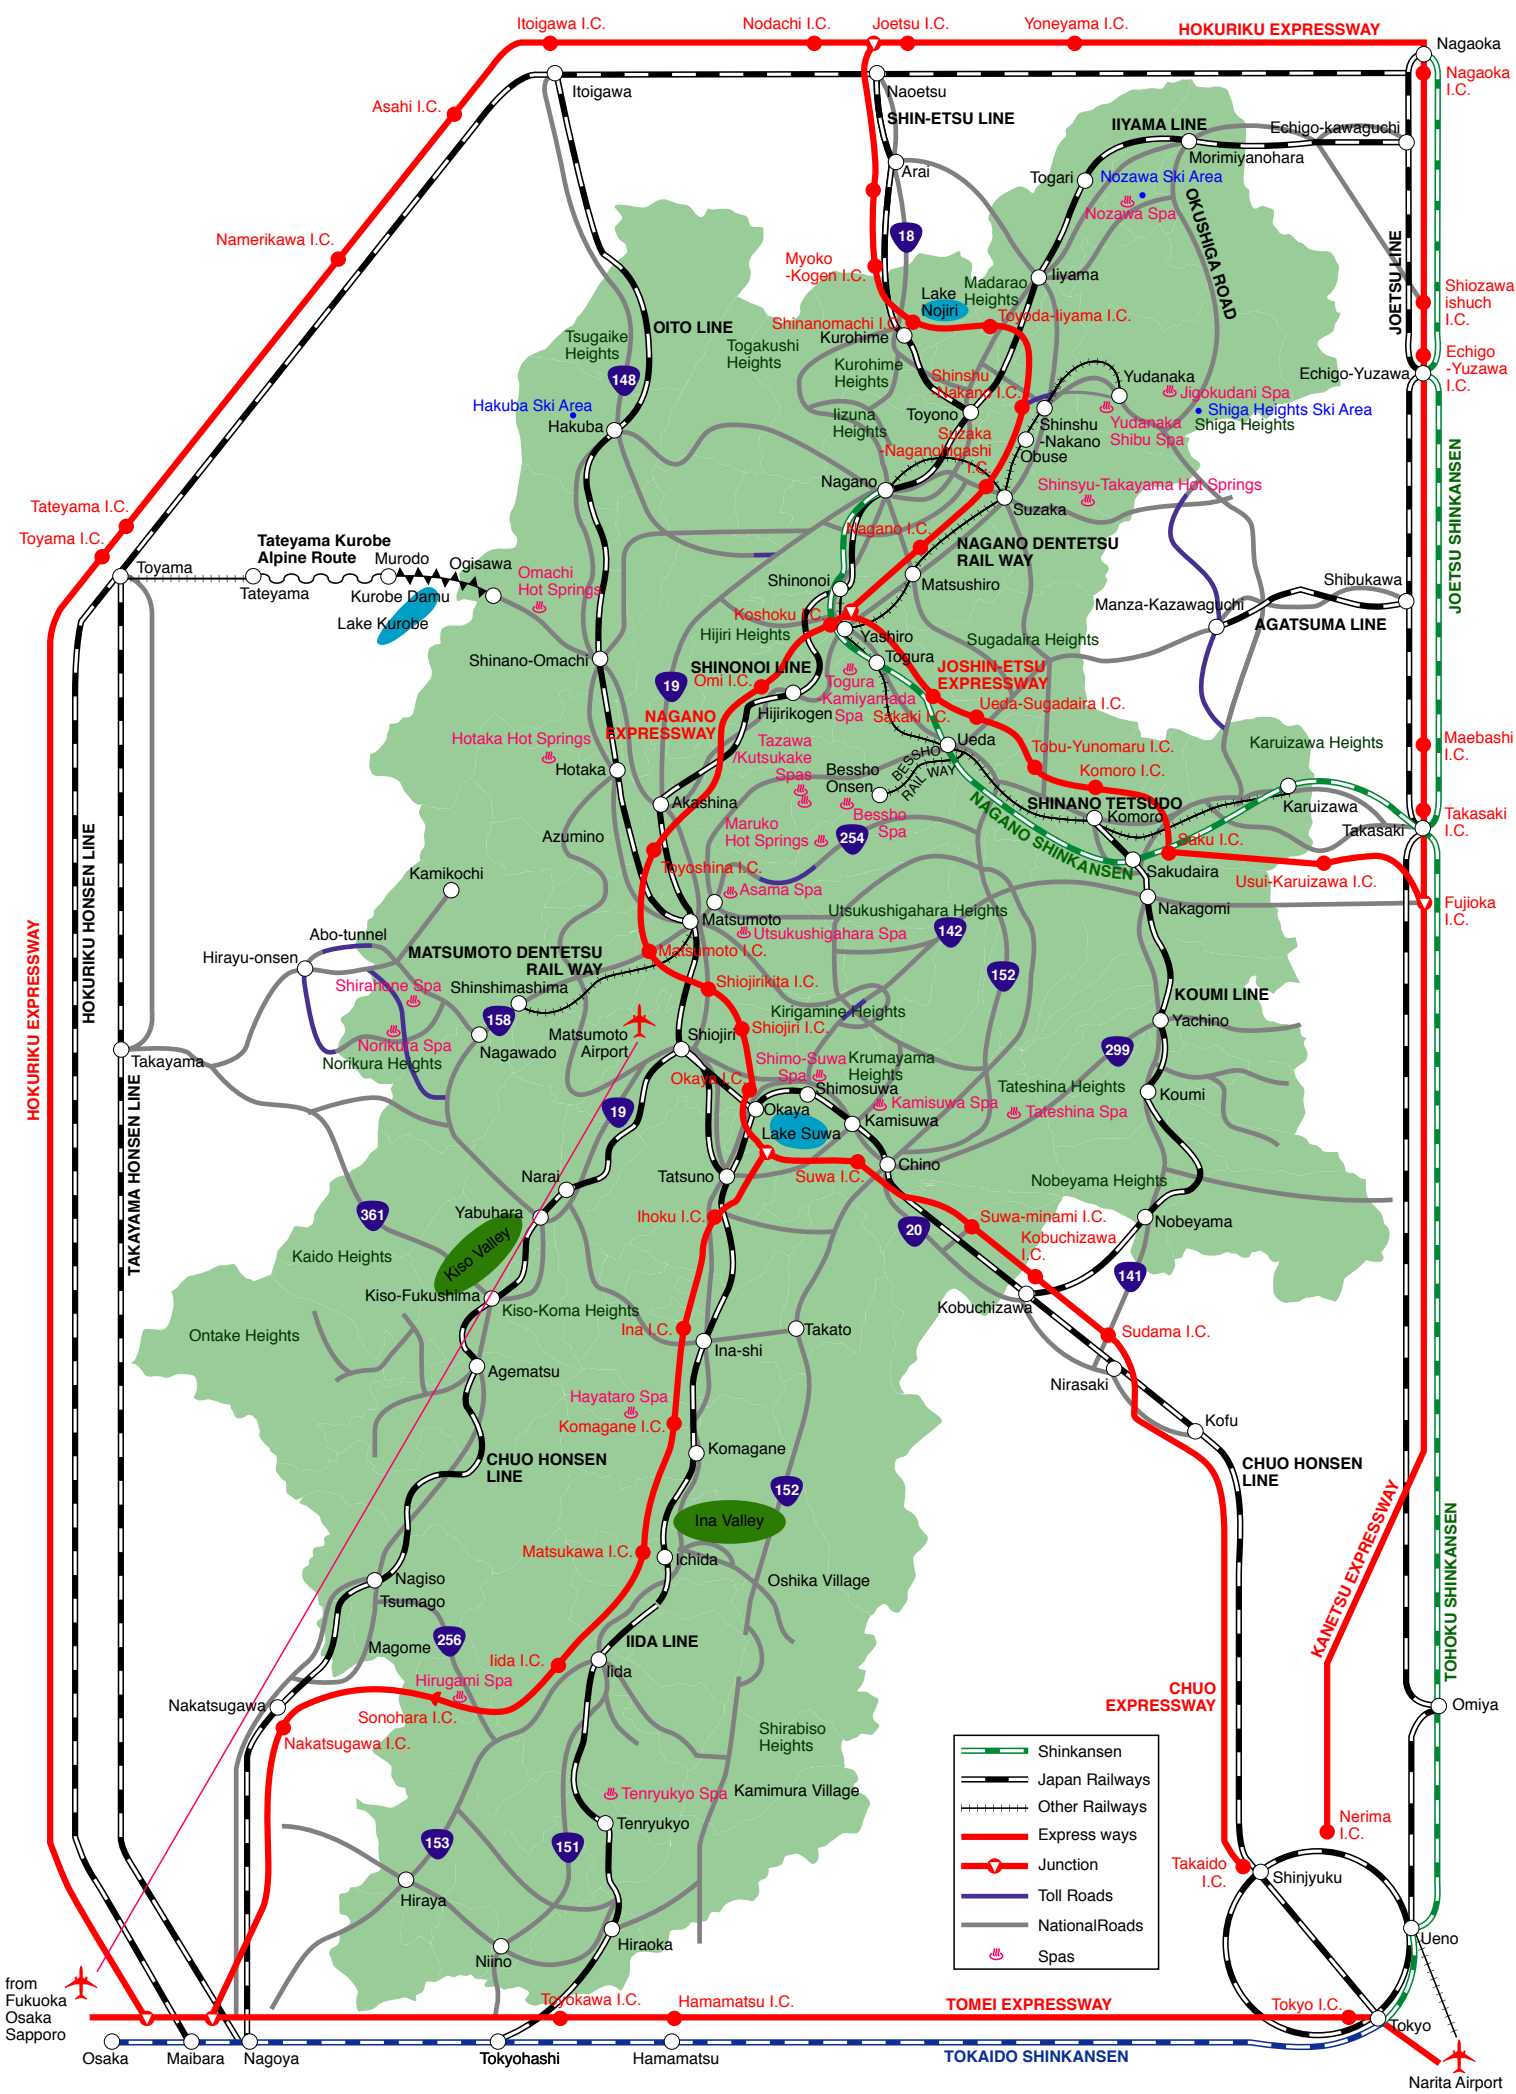 Itoigawa I.C.
Nodachi I.C.
Joetsu I.C.
Yoneyama I.C.
HOKURIKU EXPRESSWAY
Nagaoka
Nagaoka
I.C.
Itoigawa
Naoetsu
Asahi I.C.
SHIN-ETSU LINE
IIYAMA LINE
Echigo-kawaguchi
Morimiyanohara
Arai
Togari
Nozawa Ski Area
Nozawa Spa
OKUSHIGA ROAD
JOETSU LINE
Namerikawa I.C.
18
Myoko
-Kogen I.C.
Madarao
Heights
Iiyama
Lake
Nojiri
Shiozawa
ishuch
I.C.
Shinanomachi I.C.
Toyoda-Iiyama I.C.
OITO LINE
Tsugaike
Heights
Togakushi
Heights
Kurohime
Kurohime
Heights
Echigo
-Yuzawa
I.C.
Echigo-Yuzawa
148
Shinshu
-Nakano I.C.
Yudanaka
Jigokudani Spa
Hakuba Ski Area
Hakuba
Iizuna
Heights
Toyono
Shinshu
-Nakano
Yudanaka
Shibu Spa
Shiga Heights Ski Area
Shiga Heights
Suzaka
-Naganohigashi
I.C.
Obuse
Nagano
Suzaka
Shinsyu-Takayama Hot Springs
JOETSU SHINKANSEN
Tateyama I.C.
Toyama I.C.
Nagano I.C.
NAGANO DENTETSU
RAIL WAY
Tateyama Kurobe
Alpine Route
Toyama
Tateyama
Murodo
Ogisawa
Kurobe Damu
Lake Kurobe
Omachi
Hot Springs
Shinonoi
Matsushiro
Shibukawa
Manza-Kazawaguchi
AGATSUMA LINE
Koshoku I.C.
Hijiri Heights
Yashiro
Sugadaira Heights
Shinano-Omachi
SHINONOI LINE
Togura
JOSHIN-ETSU
EXPRESSWAY
19
Omi I.C.
Togura
Kamiyamada
Spa
Sakaki I.C.
Ueda-Sugadaira I.C.
NAGANO
EXPRESSWAY
Hijirikogen
Hotaka Hot Springs
Hotaka
Tazawa
/Kutsukake
Spas
Ueda
Tobu-Yunomaru I.C.
Karuizawa Heights
Maebashi
I.C.
Bessho
Onsen
BESSHO
RAIL WAY
Komoro I.C.
Akashina
SHINANO TETSUDO
Komoro
Karuizawa
Takasaki
I.C.
Takasaki
Azumino
Maruko
Hot Springs
Bessho
Spa
254
NAGANO SHINKANSEN
Saku I.C.
Toyoshina I.C.
Sakudaira
Usui-Karuizawa I.C.
Kamikochi
Asama Spa
Nakagomi
Fujioka
I.C.
Matsumoto
Utsukushigahara Heights
Utsukushigahara Spa
142
HOKURIKU EXPRESSWAY
HOKURIKU HONSEN LINE
Abo-tunnel
Hirayu-onsen
MATSUMOTO DENTETSU
RAIL WAY
Matsumoto I.C.
152
Shirahone Spa
Shinshimashima
Shiojirikita I.C.
KOUMI LINE
158
Kirigamine Heights
Yachino
Norikura Spa
Nagawado
Matsumoto
Airport
Shiojiri
Shiojiri I.C.
Takayama
Norikura Heights
Shimo-Suwa
Spa
Krumayama
Heights
299
Okaya I.C.
Shimosuwa
Tateshina Heights
Koumi
TAKAYAMA HONSEN LINE
19
Okaya
Kamisuwa Spa
Tateshina Spa
Lake Suwa
Kamisuwa
Narai
Tatsuno
Suwa I.C.
Chino
Nobeyama Heights
Yabuhara
361
Ihoku I.C.
20
Suwa-minami I.C.
Nobeyama
Kiso Valley
Kaido Heights
Kobuchizawa
I.C.
141
Kiso-Fukushima
Kiso-Koma Heights
Kobuchizawa
Ontake Heights
Ina I.C.
Takato
Ina-shi
Sudama I.C.
Agematsu
Nirasaki
Hayataro Spa
Komagane I.C.
Kofu
CHUO HONSEN
LINE
Komagane
CHUO HONSEN
LINE
152
Ina Valley
KANETSU EXPRESSWAY
TOHOKU SHINKANSEN
Matsukawa I.C.
Ichida
Nagiso
Tsumago
Oshika Village
256
Magome
IIDA LINE
Iida I.C.
Iida
Hirugami Spa
Nakatsugawa
Sonohara I.C.
CHUO
EXPRESSWAY
Omiya
Nakatsugawa I.C.
Shirabiso
Heights
Tenryukyo Spa
Kamimura Village
Tenryukyo
153
151
Shinkansen
Japan Railways
Other Railways
Express ways
Junction
Toll Roads
NationalRoads
Spas
Nerima
I.C.
Takaido
I.C.
Shinjyuku
Hiraya
Hiraoka
Niino
Ueno
from
Fukuoka
Osaka
Sapporo
Toyokawa I.C.
Hamamatsu I.C.
TOMEI EXPRESSWAY
Tokyo I.C.
Tokyo
Osaka
Maibara
Nagoya
Tokyohashi
Hamamatsu
TOKAIDO SHINKANSEN
Narita Airport